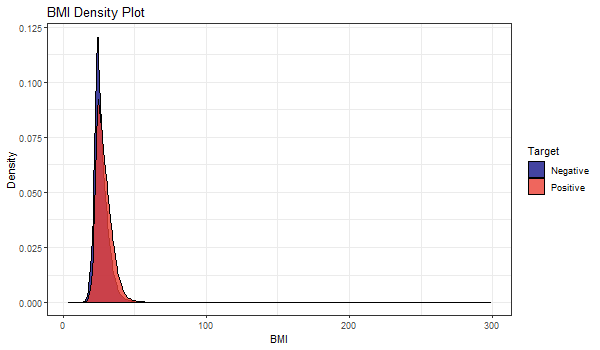 BMI Density Plot
0.125
0.100
0.075
0.050
0.025
0.000
Density
0 100 200 300
BMI
Target
Negative
Positive